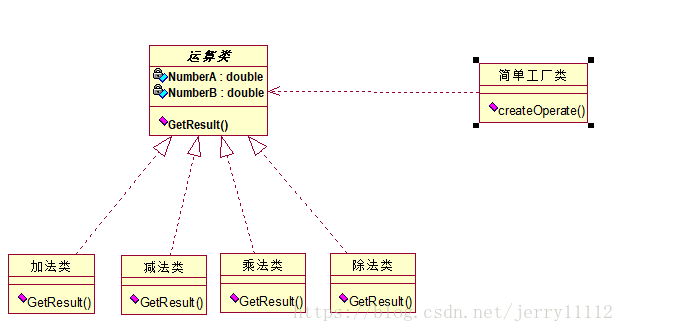 运算类
NumberA : double
NumberB : double
GetResult()
简单工厂类
createOperate()
加法类
GetResult()
减法类
GetResult()
乘法类
GetResult()
除法类
GetResult()
https://blog.csdn.net/jerry11112